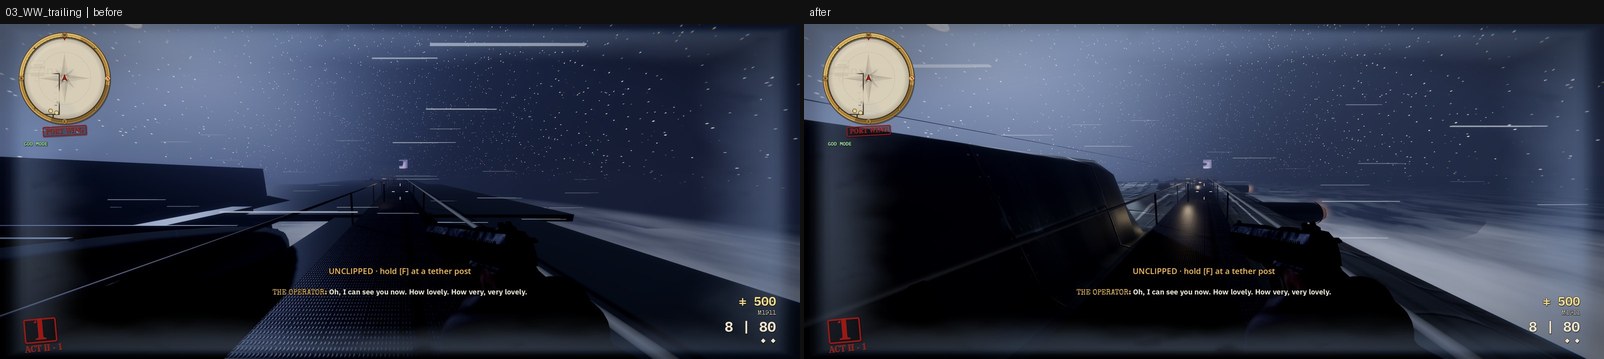 03_WW_trailing | before
after
GOD MODE
UNCLIPPED · hold [F] at a tether post
THE OPERATOR: Oh, I can see you now. How lovely. How very, very lovely.
500
M1911
8 | 80
1
ACT II - 1
GOD MODE
UNCLIPPED · hold [F] at a tether post
THE OPERATOR: Oh, I can see you now. How lovely. How very, very lovely.
500
M1911
8 | 80
1
ACT II - 1